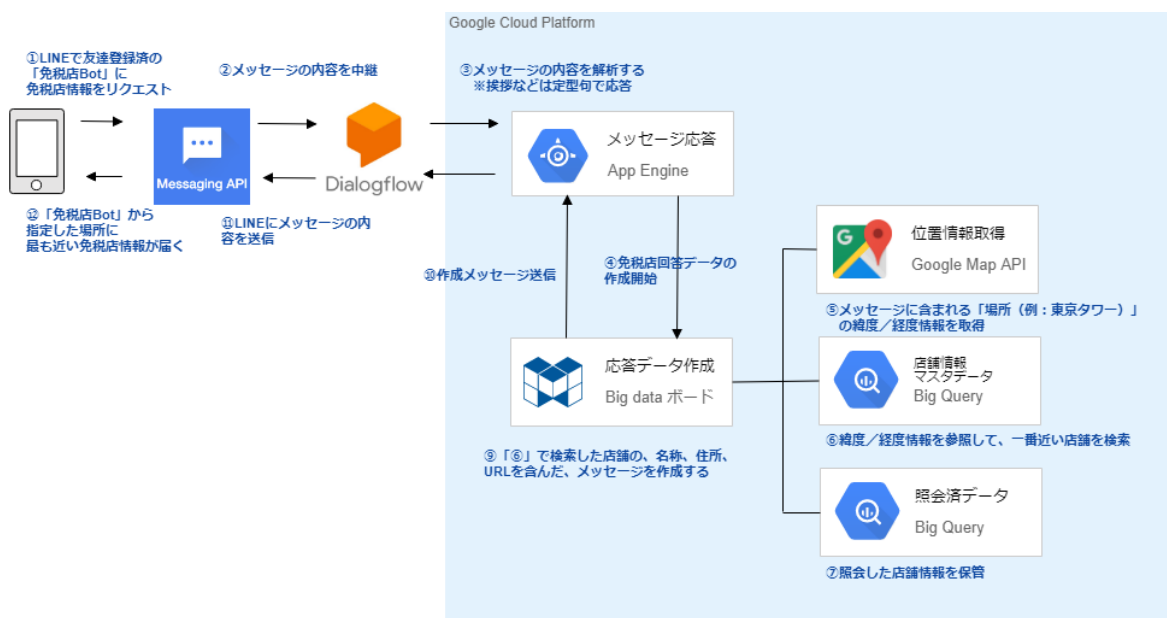 Google Cloud Platform
①LINEで友達登録済の
「免税店Bot」に
免税店情報をリクエスト
②メッセージの内容を中継
③メッセージの内容を解析する
※挨拶などは定型句で応答
Messaging API
Dialogflow
メッセージ応答
App Engine
⑫「免税店Bot」から
指定した場所に
最も近い免税店情報が届く
⑪LINEにメッセージの内
容を送信
⑩作成メッセージ送信
④免税店回答データの
作成開始
G
位置情報取得
Google Map API
⑤メッセージに含まれる「場所(例:東京タワー)」
の緯度/経度情報を取得
応答データ作成
Big data ボード
店舗情報
マスタデータ
Big Query
⑥緯度/経度情報を参照して、一番近い店舗を検索
⑨「⑥」で検索した店舗の、名称、住所、
URLを含んだ、メッセージを作成する
照会済データ
Big Query
⑦照会した店舗情報を保管